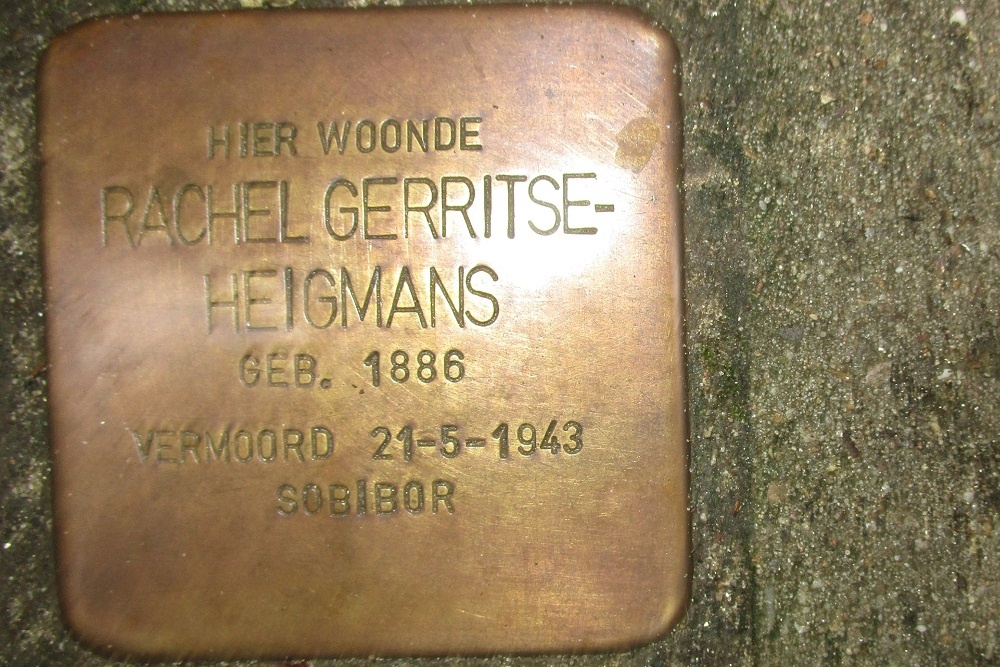 HIER WOONDE
RACHEL GERRITSE-
HEIGMANS
GEB. 1886
VERMOORD 21-5-1943
SOBIBOR